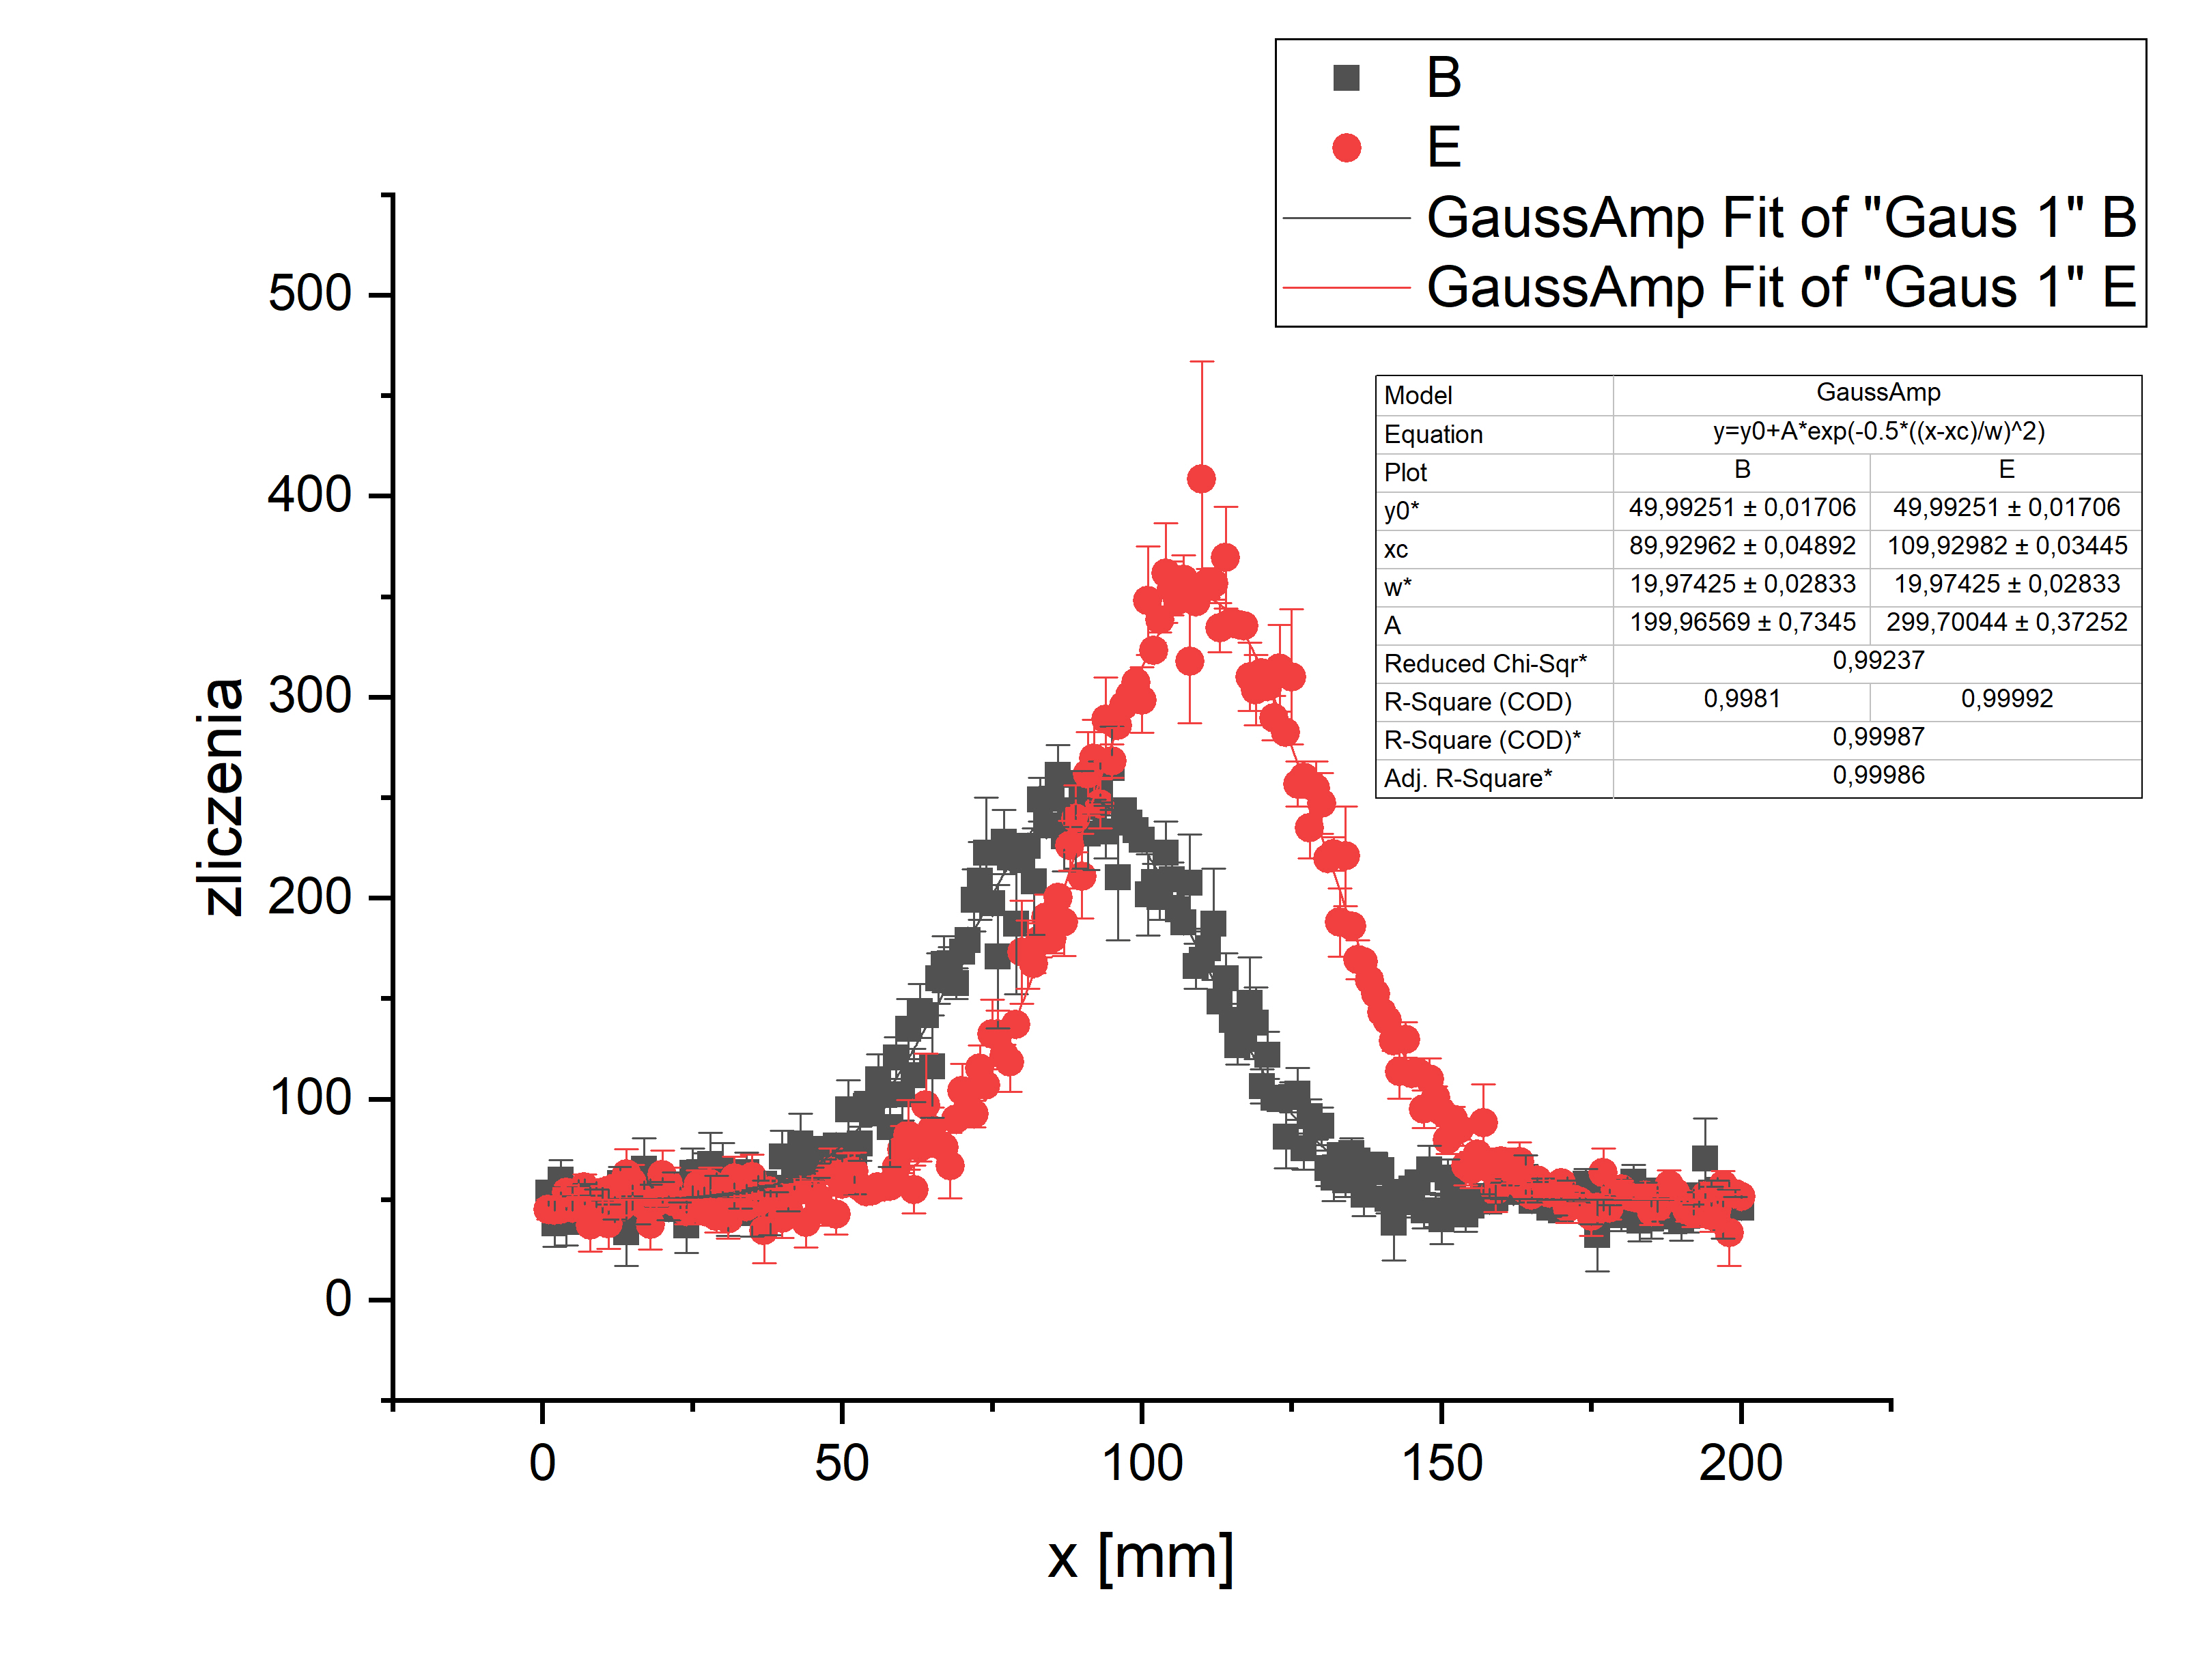 B
E
GaussAmp Fit of "Gaus 1" B
GaussAmp Fit of "Gaus 1" E
Model GaussAmp
Equation y=y0+A*exp(-0.5*((x-xc)/w)^2)
Plot B E
y0* 49,99251 ± 0,01706 49,99251 ± 0,01706
xc 89,92962 ± 0,04892 109,92982 ± 0,03445
w* 19,97425 ± 0,02833 19,97425 ± 0,02833
A 199,96569 ± 0,7345 299,70044 ± 0,37252
Reduced Chi-Sqr* 0,99237
R-Square (COD) 0,9981 0,99992
R-Square (COD)* 0,99987
Adj. R-Square* 0,99986
500
400
300
200
100
0
zliczenia
0 50 100 150 200
x [mm]